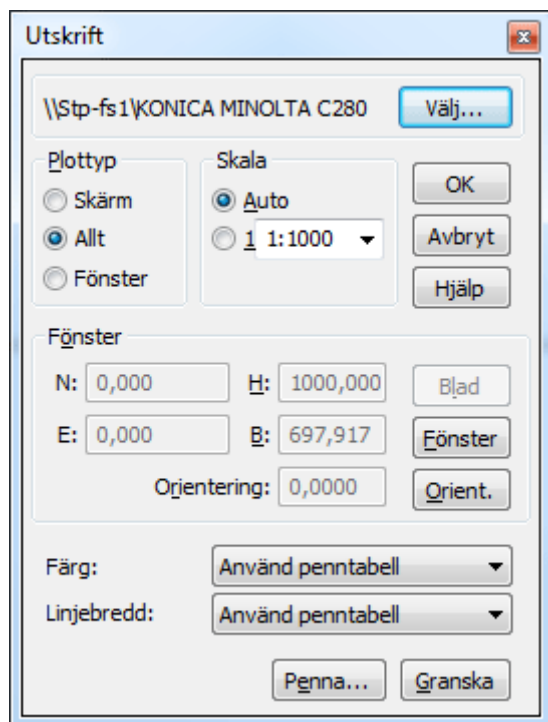 Utskrift
\\Stp-fs1\KONICA MINOLTA C280 Välj...
Plottyp
Skärm
Allt
Fönster
Skala
Auto
1 1:1000
OK
Avbryt
Hjälp
Fönster
N: 0,000 H: 1000,000 Blad
E: 0,000 B: 697,917 Fönster
Orientering: 0,0000 Orient.
Färg: Använd penntabell
Linjebredd: Använd penntabell
Penna... Granska